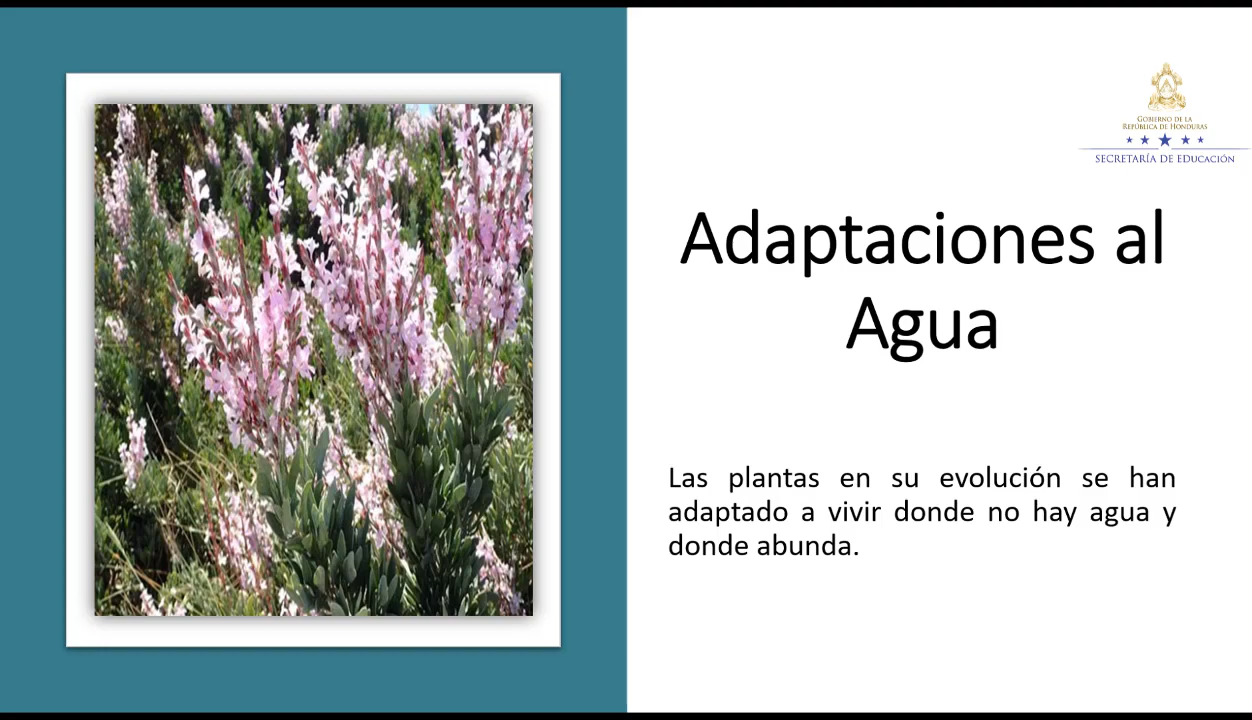 GOBIERNO DE LA
REPÚBLICA DE HONDURAS
SECRETARÍA DE EDUCACIÓN
Adaptaciones al
Agua
Las plantas en su evolución se han
adaptado a vivir donde no hay agua y
donde abunda.